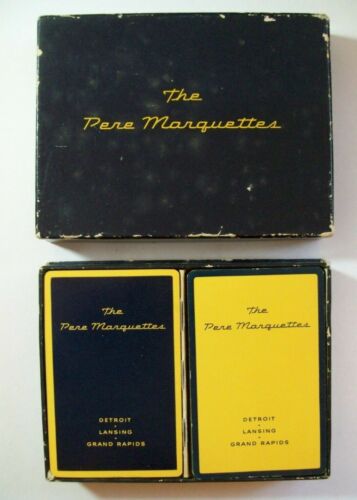 The
Pere Marquettes
The
Pere Marquettes
DETROIT
•
LANSING
•
GRAND RAPIDS
The
Pere Marquettes
DETROIT
•
LANSING
•
GRAND RAPIDS